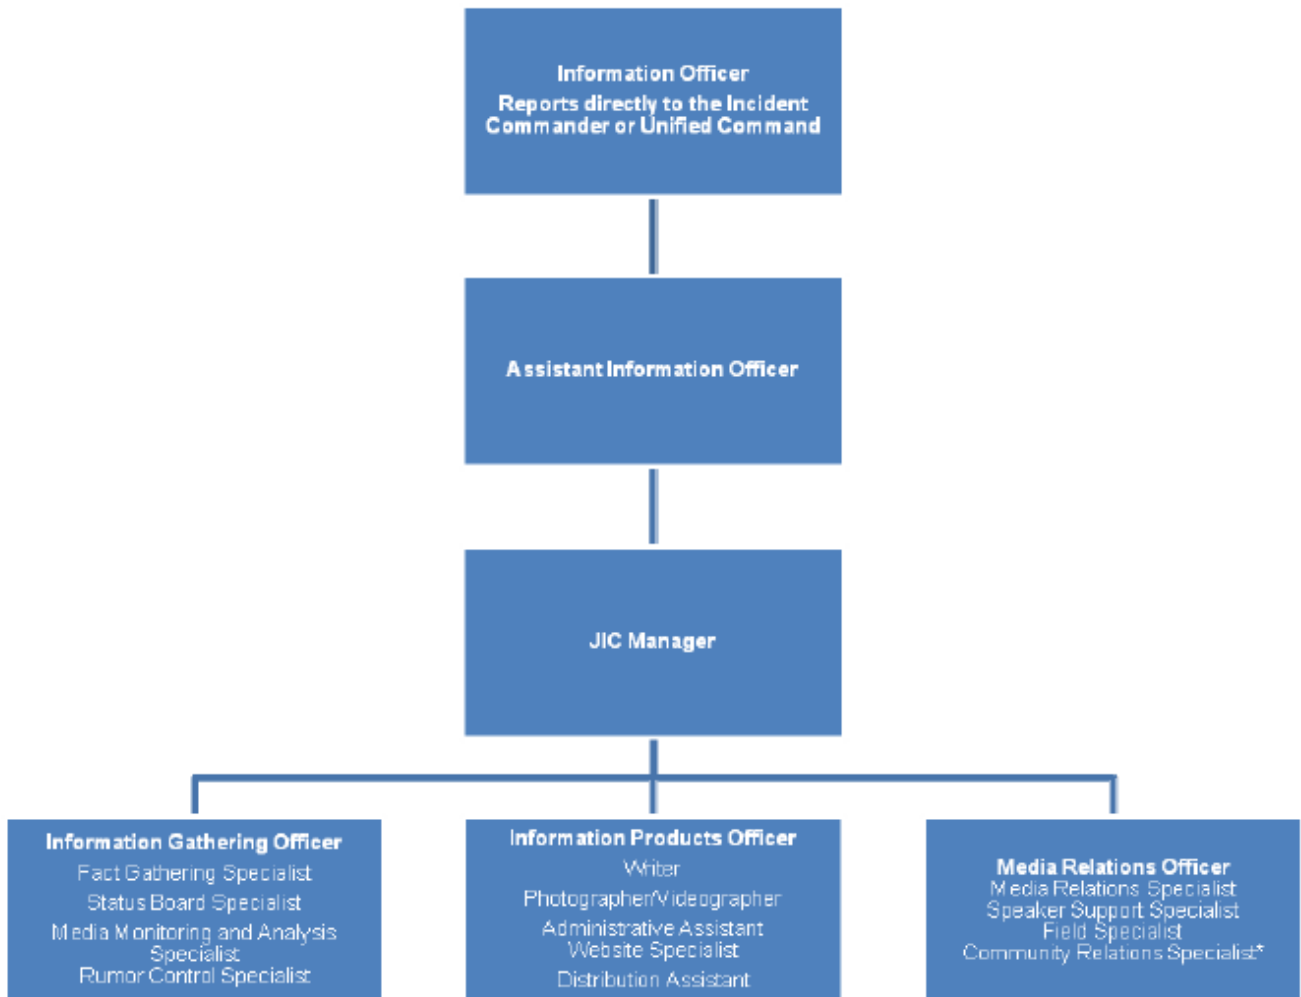 Information Officer
Reports directly to the Incident
Commander or Unified Command
Assistant Information Officer
JIC Manager
Information Gathering Officer
Fact Gathering Specialist
Status Board Specialist
Media Monitoring and Analysis
Specialist
Rumor Control Specialist
Information Products Officer
Writer
Photographer/Videographer
Administrative Assistant
Website Specialist
Distribution Assistant
Media Relations Officer
Media Relations Specialist
Speaker Support Specialist
Field Specialist
Community Relations Specialist*